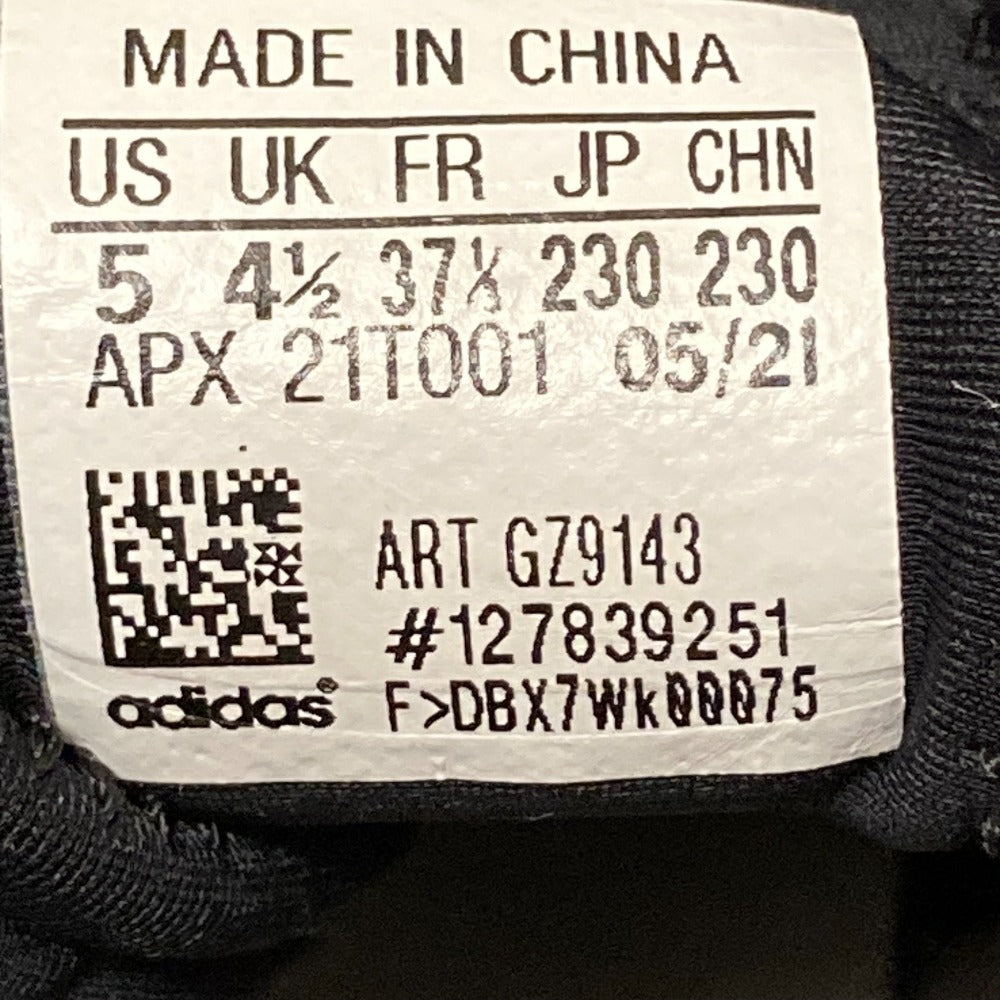 MADE IN CHINA
US UK FR JP CHN
5 4½ 37⅓ 230 230
APX 21T001 05/21
ART GZ9143
#127839251
adidas® F>DBX7Wk00075